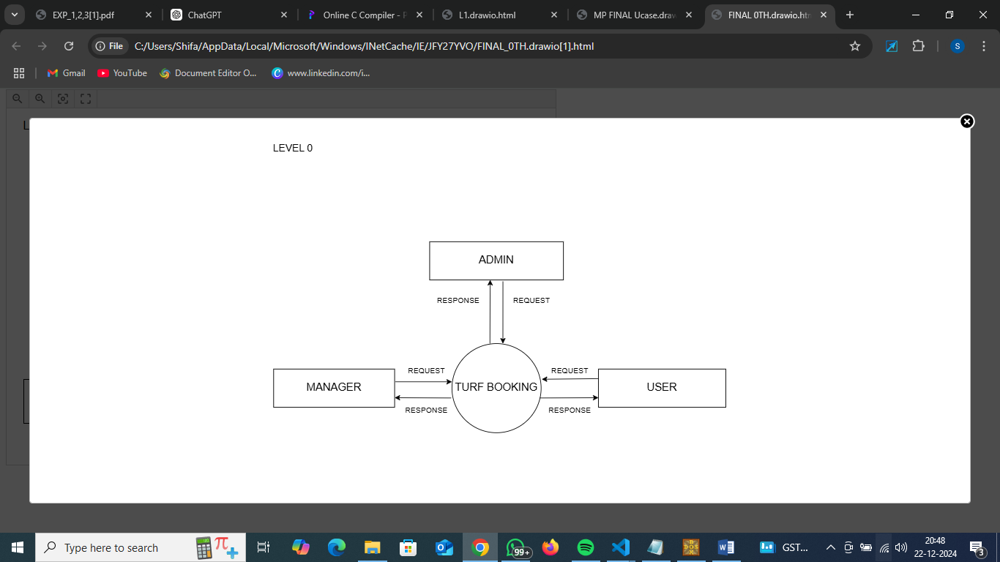 EXP_1,2,3[1].pdf
ChatGPT
Online C Compiler - P
L1.drawio.html
MP FINAL Ucase.draw
FINAL 0TH.drawio.htm
File
C:/Users/Shifa/AppData/Local/Microsoft/Windows/INetCache/IE/JFY27YVO/FINAL_0TH.drawio[1].html
S
Gmail
YouTube
Document Editor O...
www.linkedin.com/i...
L
LEVEL 0
ADMIN
RESPONSE
REQUEST
REQUEST
REQUEST
MANAGER
TURF BOOKING
USER
RESPONSE
RESPONSE
Type here to search
99+
GST...
20:48
22-12-2024
3